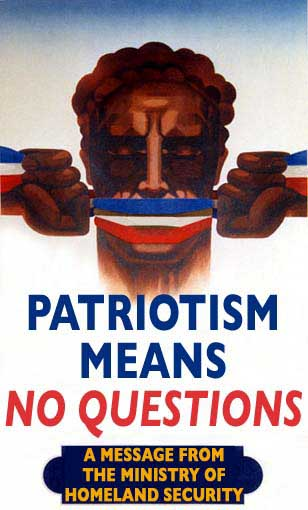 PATRIOTISM
MEANS
NO QUESTIONS
A MESSAGE FROM
THE MINISTRY OF
HOMELAND SECURITY